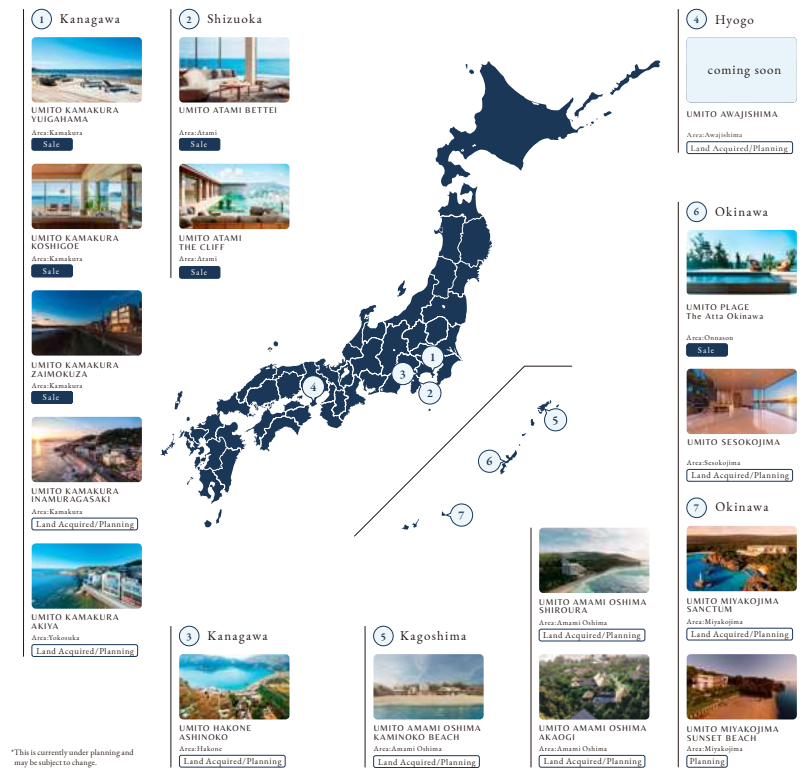 1 Kanagawa
UMITO KAMAKURA
YUIGAHAMA
Area:Kamakura
Sale
UMITO KAMAKURA
KOSHIGOE
Area:Kamakura
Sale
UMITO KAMAKURA
ZAIMOKUZA
Area:Kamakura
Sale
UMITO KAMAKURA
INAMURAGASAKI
Area:Kamakura
Land Acquired/Planning
UMITO KAMAKURA
AKIYA
Area:Yokosuka
Land Acquired/Planning
2 Shizuoka
UMITO ATAMI BETTEI
Area:Atami
Sale
UMITO ATAMI
THE CLIFF
Area:Atami
Sale
1
3
2
4
5
6
7
3 Kanagawa
UMITO HAKONE
ASHINOKO
Area:Hakone
Land Acquired/Planning
5 Kagoshima
UMITO AMAMI OSHIMA
KAMINOKO BEACH
Area:Amami Oshima
Land Acquired/Planning
UMITO AMAMI OSHIMA
SHIROURA
Area:Amami Oshima
Land Acquired/Planning
UMITO AMAMI OSHIMA
AKAOGI
Area:Amami Oshima
Land Acquired/Planning
4 Hyogo
coming soon
UMITO AWAJISHIMA
Area:Awajishima
Land Acquired/Planning
6 Okinawa
UMITO PLAGE
The Atta Okinawa
Area:Onnason
Sale
UMITO SESOKOJIMA
Area:Sesokojima
Land Acquired/Planning
7 Okinawa
UMITO MIYAKOJIMA
SANCTUM
Area:Miyakojima
Land Acquired/Planning
UMITO MIYAKOJIMA
SUNSET BEACH
Area:Miyakojima
Planning
*This is currently under planning and
may be subject to change.